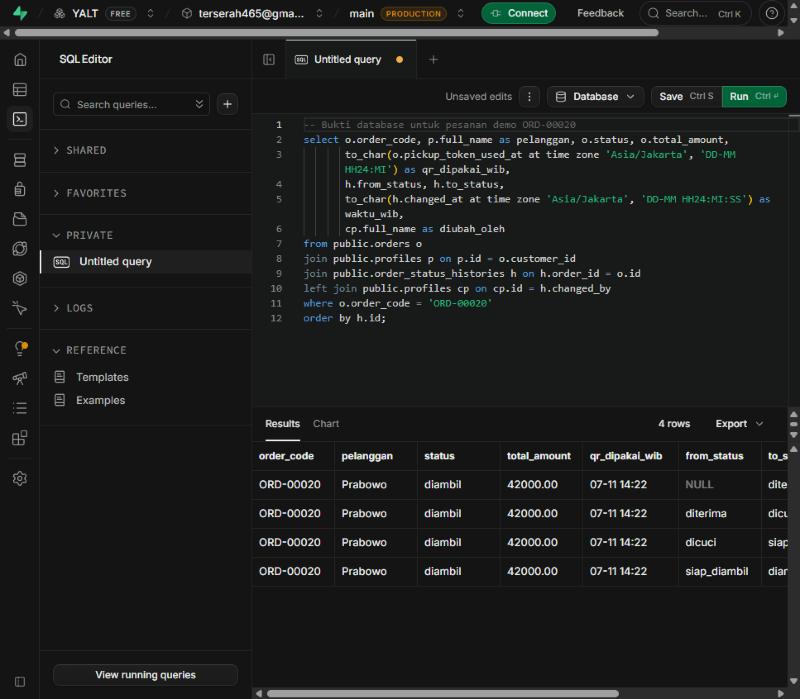 YALT FREE terserah465@gma... main PRODUCTION Connect Feedback Search... Ctrl K
SQL Editor
Untitled query
Search queries...
SHARED
FAVORITES
PRIVATE
Untitled query
LOGS
REFERENCE
Templates
Examples
View running queries
Unsaved edits Database Save Ctrl S Run Ctrl ↵
1 -- Bukti database untuk pesanan demo ORD-00020
2 select o.order_code, p.full_name as pelanggan, o.status, o.total_amount,
3 to_char(o.pickup_token_used_at at time zone 'Asia/Jakarta', 'DD-MM
HH24:MI') as qr_dipakai_wib,
4 h.from_status, h.to_status,
5 to_char(h.changed_at at time zone 'Asia/Jakarta', 'DD-MM HH24:MI:SS') as
waktu_wib,
6 cp.full_name as diubah_oleh
7 from public.orders o
8 join public.profiles p on p.id = o.customer_id
9 join public.order_status_histories h on h.order_id = o.id
10 left join public.profiles cp on cp.id = h.changed_by
11 where o.order_code = 'ORD-00020'
12 order by h.id;
Results Chart 4 rows Export
order_code pelanggan status total_amount qr_dipakai_wib from_status to_s
ORD-00020 Prabowo diambil 42000.00 07-11 14:22 NULL dite
ORD-00020 Prabowo diambil 42000.00 07-11 14:22 diterima dicu
ORD-00020 Prabowo diambil 42000.00 07-11 14:22 dicuci siap
ORD-00020 Prabowo diambil 42000.00 07-11 14:22 siap_diambil diam